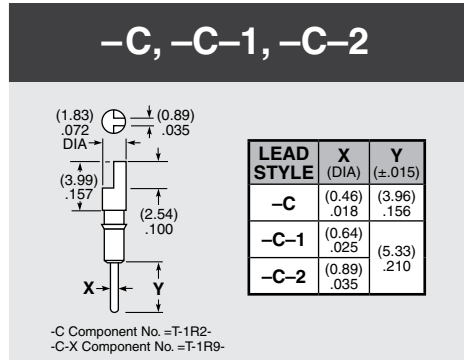 –C, –C–1, –C–2
(1.83)
.072
DIA
(0.89)
.035
(3.99)
.157
(2.54)
.100
X
Y
LEAD STYLE X (DIA) Y (±.015)
–C (0.46) .018 (3.96) .156
–C–1 (0.64) .025 (5.33) .210
–C–2 (0.89) .035
-C Component No. =T-1R2-
-C-X Component No. =T-1R9-